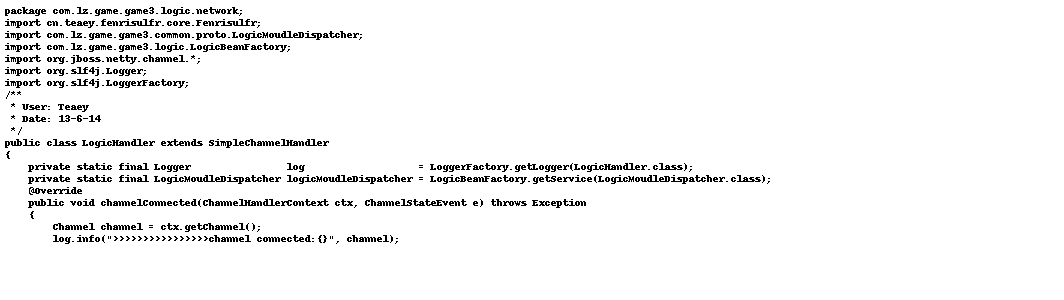 package com.lz.game.game3.logic.network;
import cn.teaey.fenrisulfr.core.Fenrisulfr;
import com.lz.game.game3.common.proto.LogicMoudleDispatcher;
import com.lz.game.game3.logic.LogicBeanFactory;
import org.jboss.netty.channel.*;
import org.slf4j.Logger;
import org.slf4j.LoggerFactory;
/**
 * User: Teaey
 * Date: 13-6-14
 */
public class LogicHandler extends SimpleChannelHandler
{
    private static final Logger                log                   = LoggerFactory.getLogger(LogicHandler.class);
    private static final LogicMoudleDispatcher logicMoudleDispatcher = LogicBeanFactory.getService(LogicMoudleDispatcher.class);
    @Override
    public void channelConnected(ChannelHandlerContext ctx, ChannelStateEvent e) throws Exception
    {
        Channel channel = ctx.getChannel();
        log.info(">>>>>>>>>>>>>>>>channel connected:{}", channel);